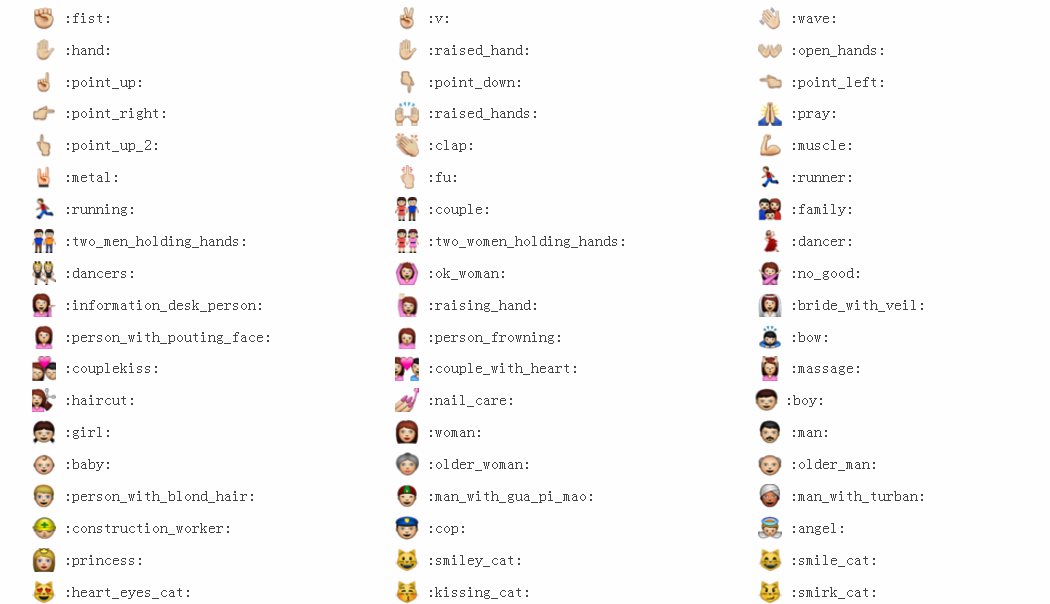 :fist: :v: :wave:
:hand: :raised_hand: :open_hands:
:point_up: :point_down: :point_left:
:point_right: :raised_hands: :pray:
:point_up_2: :clap: :muscle:
:metal: :fu: :runner:
:running: :couple: :family:
:two_men_holding_hands: :two_women_holding_hands: :dancer:
:dancers: :ok_woman: :no_good:
:information_desk_person: :raising_hand: :bride_with_veil:
:person_with_pouting_face: :person_frowning: :bow:
:couplekiss: :couple_with_heart: :massage:
:haircut: :nail_care: :boy:
:girl: :woman: :man:
:baby: :older_woman: :older_man:
:person_with_blond_hair: :man_with_gua_pi_mao: :man_with_turban:
:construction_worker: :cop: :angel:
:princess: :smiley_cat: :smile_cat:
:heart_eyes_cat: :kissing_cat: :smirk_cat: